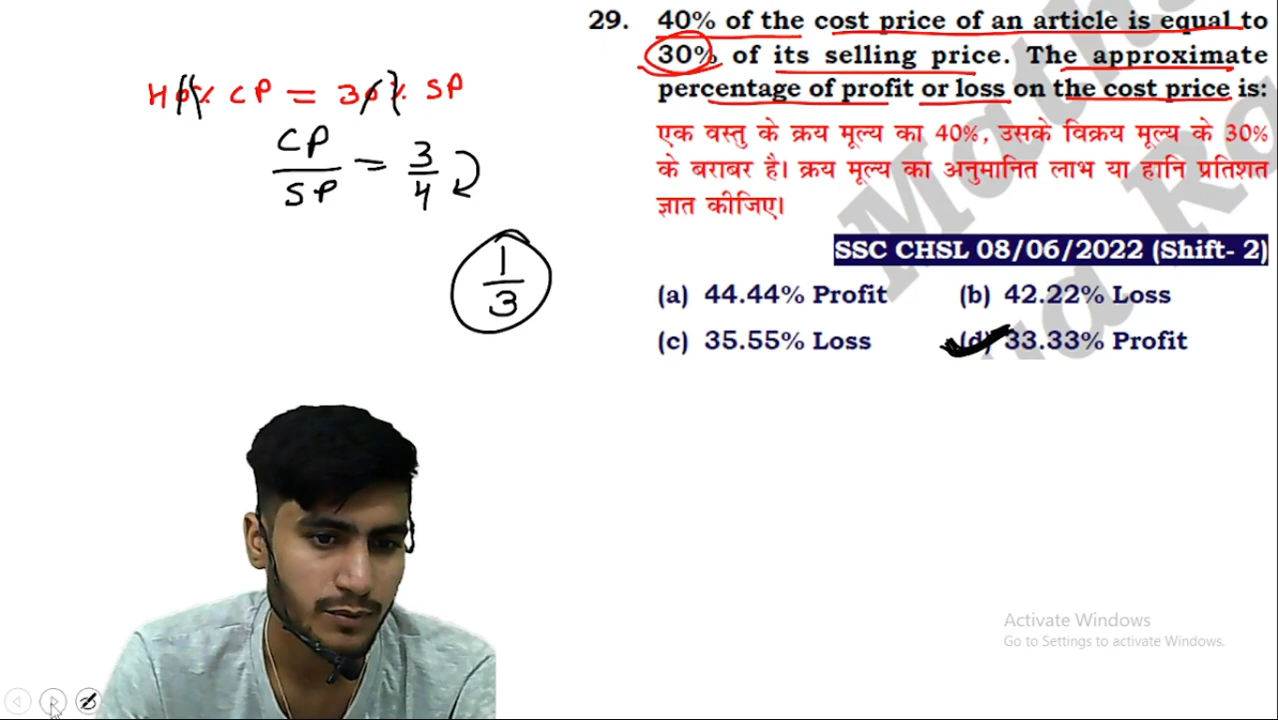 29. 40% of the cost price of an article is equal to
30% of its selling price. The approximate
percentage of profit or loss on the cost price is:
एक वस्तु के क्रय मूल्य का 40%, उसके विक्रय मूल्य के 30%
के बराबर है। क्रय मूल्य का अनुमानित लाभ या हानि प्रतिशत
ज्ञात कीजिए।
SSC CHSL 08/06/2022 (Shift- 2)
(a) 44.44% Profit (b) 42.22% Loss
(c) 35.55% Loss (d) 33.33% Profit
40% CP = 30% SP
CP/SP = 3/4
1/3
Maths
Activate Windows
Go to Settings to activate Windows.